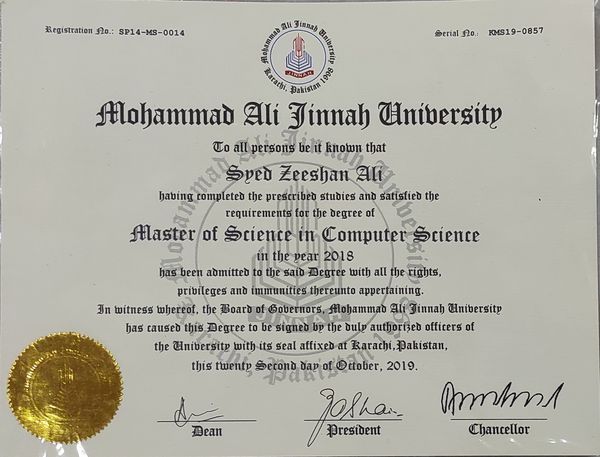 Registration No.: SP14-MS-0014
Serial No.: KMS19-0857
Mohammad Ali Jinnah University
Karachi, Pakistan 1998
JINNAH
Mohammad Ali Jinnah University
To all persons be it known that
Syed Zeeshan Ali
having completed the prescribed studies and satisfied the
requirements for the degree of
Master of Science in Computer Science
in the year 2018
has been admitted to the said Degree with all the rights,
privileges and immunities thereunto appertaining.
In witness whereof, the Board of Governors, Mohammad Ali Jinnah University
has caused this Degree to be signed by the duly authorized officers of
the University with its seal affixed at Karachi, Pakistan,
this twenty Second day of October, 2019.
Dean
President
Chancellor